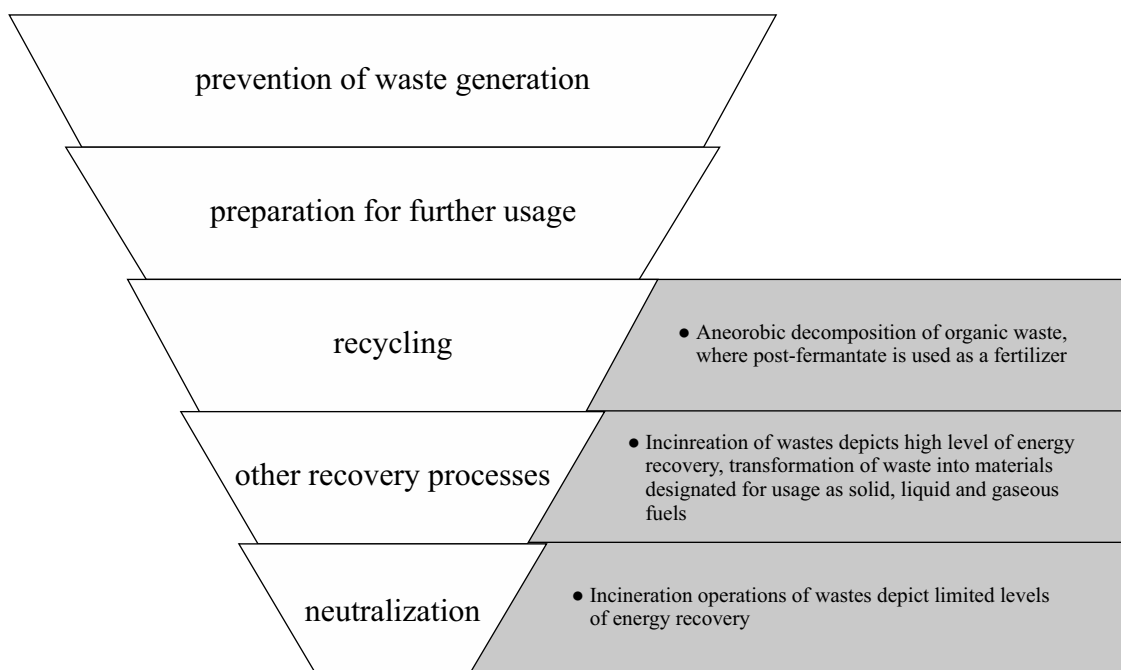 prevention of waste generation
preparation for further usage
recycling
● Aneorobic decomposition of organic waste,
where post-fermantate is used as a fertilizer
other recovery processes
● Incinreation of wastes depicts high level of energy
recovery, transformation of waste into materials
designated for usage as solid, liquid and gaseous
fuels
neutralization
● Incineration operations of wastes depict limited levels
of energy recovery